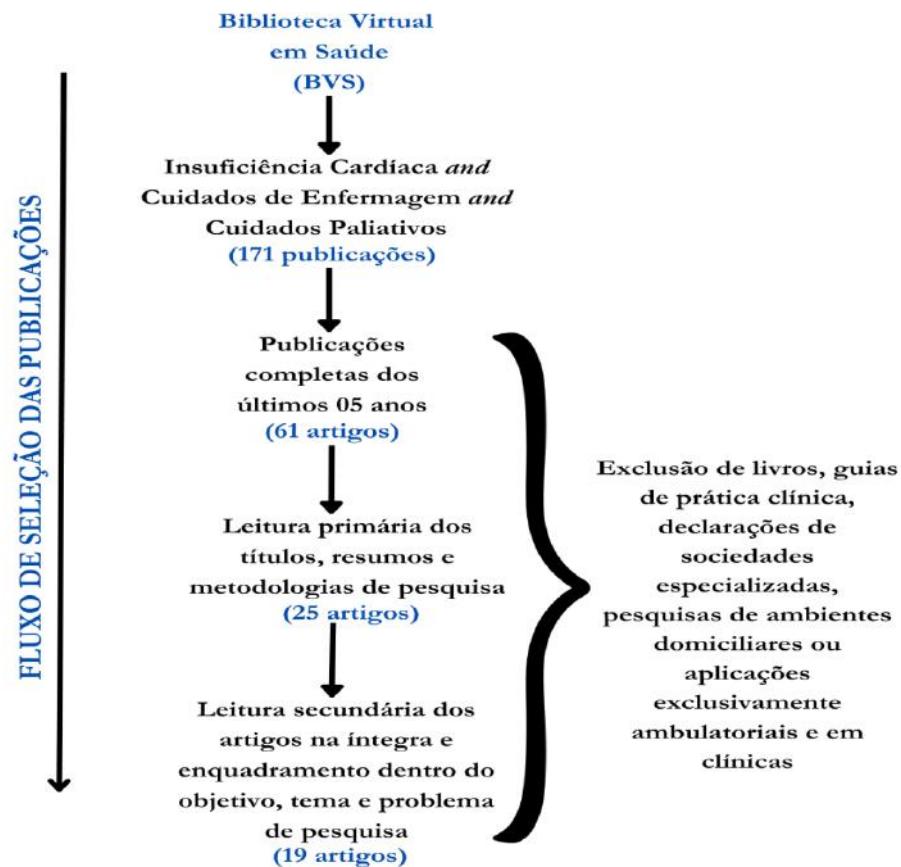 FLUXO DE SELEÇÃO DAS PUBLICAÇÕES
Biblioteca Virtual
em Saúde
(BVS)
Insuficiência Cardíaca and
Cuidados de Enfermagem and
Cuidados Paliativos
(171 publicações)
Publicações
completas dos
últimos 05 anos
(61 artigos)
Leitura primária dos
títulos, resumos e
metodologias de pesquisa
(25 artigos)
Leitura secundária dos
artigos na íntegra e
enquadramento dentro do
objetivo, tema e problema
de pesquisa
(19 artigos)
Exclusão de livros, guias
de prática clínica,
declarações de
sociedades
especializadas,
pesquisas de ambientes
domiciliares ou
aplicações
exclusivamente
ambulatoriais e em
clínicas